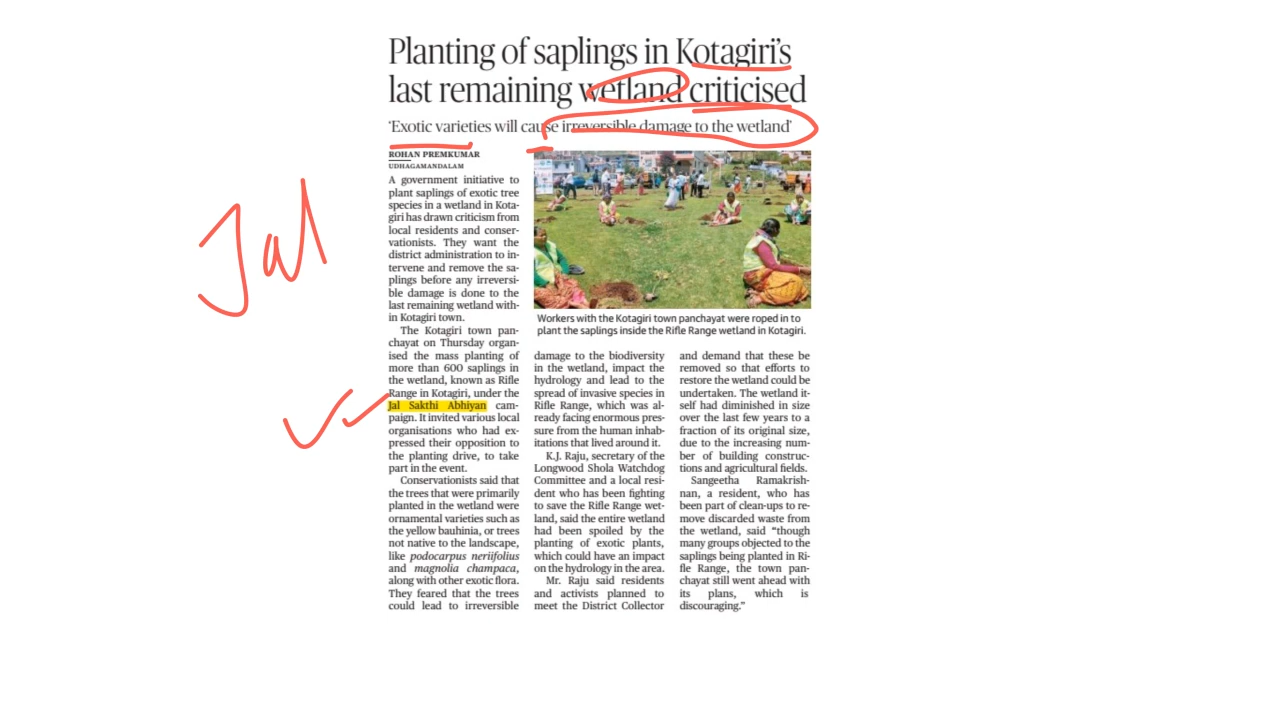 Planting of saplings in Kotagiri's
last remaining wetland criticised
'Exotic varieties will cause irreversible damage to the wetland'
ROHAN PREMKUMAR
UDHAGAMANDALAM
A government initiative to
plant saplings of exotic tree
species in a wetland in Kota-
giri has drawn criticism from
local residents and conser-
vationists. They want the
district administration to in-
tervene and remove the sa-
plings before any irreversi-
ble damage is done to the
last remaining wetland with-
in Kotagiri town.
The Kotagiri town pan-
chayat on Thursday organ-
ised the mass planting of
more than 600 saplings in
the wetland, known as Rifle
Range in Kotagiri, under the
Jal Sakthi Abhiyan cam-
paign. It invited various local
organisations who had ex-
pressed their opposition to
the planting drive, to take
part in the event.
Conservationists said that
the trees that were primarily
planted in the wetland were
ornamental varieties such as
the yellow bauhinia, or trees
not native to the landscape,
like podocarpus neriifolius
and magnolia champaca,
along with other exotic flora.
They feared that the trees
could lead to irreversible
Workers with the Kotagiri town panchayat were roped in to
plant the saplings inside the Rifle Range wetland in Kotagiri.
damage to the biodiversity
in the wetland, impact the
hydrology and lead to the
spread of invasive species in
Rifle Range, which was al-
ready facing enormous pres-
sure from the human inhab-
itations that lived around it.
K.J. Raju, secretary of the
Longwood Shola Watchdog
Committee and a local resi-
dent who has been fighting
to save the Rifle Range wet-
land, said the entire wetland
had been spoiled by the
planting of exotic plants,
which could have an impact
on the hydrology in the area.
Mr. Raju said residents
and activists planned to
meet the District Collector
and demand that these be
removed so that efforts to
restore the wetland could be
undertaken. The wetland it-
self had diminished in size
over the last few years to a
fraction of its original size,
due to the increasing num-
ber of building construc-
tions and agricultural fields.
Sangeetha Ramakrish-
nan, a resident, who has
been part of clean-ups to re-
move discarded waste from
the wetland, said "though
many groups objected to the
saplings being planted in Ri-
fle Range, the town pan-
chayat still went ahead with
its plans, which is
discouraging."
Jal